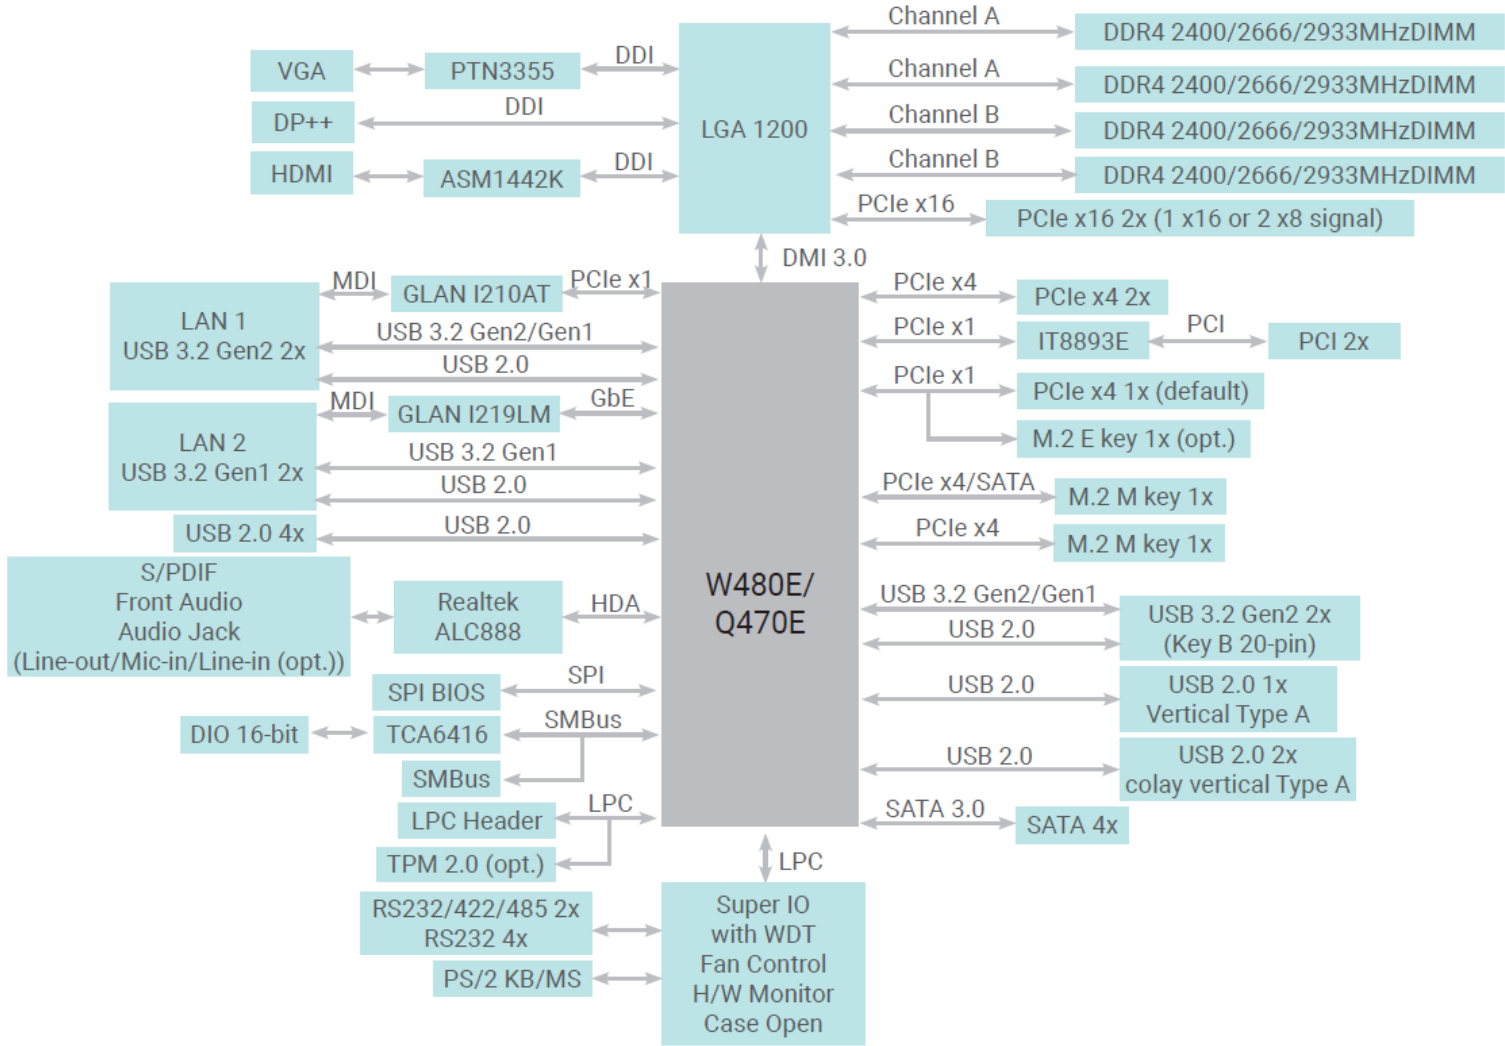 Channel A
DDR4 2400/2666/2933MHzDIMM
VGA
PTN3355
DDI
Channel A
DDR4 2400/2666/2933MHzDIMM
DP++
DDI
LGA 1200
Channel B
DDR4 2400/2666/2933MHzDIMM
HDMI
ASM1442K
DDI
Channel B
DDR4 2400/2666/2933MHzDIMM
PCIe x16
PCIe x16 2x (1 x16 or 2 x8 signal)
DMI 3.0
LAN 1
USB 3.2 Gen2 2x
MDI
GLAN I210AT
PCIe x1
USB 3.2 Gen2/Gen1
USB 2.0
LAN 2
USB 3.2 Gen1 2x
MDI
GLAN I219LM
GbE
USB 3.2 Gen1
USB 2.0
USB 2.0 4x
USB 2.0
S/PDIF
Front Audio
Audio Jack
(Line-out/Mic-in/Line-in (opt.))
Realtek
ALC888
HDA
SPI BIOS
SPI
DIO 16-bit
TCA6416
SMBus
SMBus
LPC Header
LPC
TPM 2.0 (opt.)
W480E/
Q470E
PCIe x4
PCIe x4 2x
PCIe x1
IT8893E
PCI
PCI 2x
PCIe x1
PCIe x4 1x (default)
M.2 E key 1x (opt.)
PCIe x4/SATA
M.2 M key 1x
PCIe x4
M.2 M key 1x
USB 3.2 Gen2/Gen1
USB 2.0
USB 3.2 Gen2 2x
(Key B 20-pin)
USB 2.0
USB 2.0 1x
Vertical Type A
USB 2.0
USB 2.0 2x
colay vertical Type A
SATA 3.0
SATA 4x
LPC
RS232/422/485 2x
RS232 4x
PS/2 KB/MS
Super IO
with WDT
Fan Control
H/W Monitor
Case Open